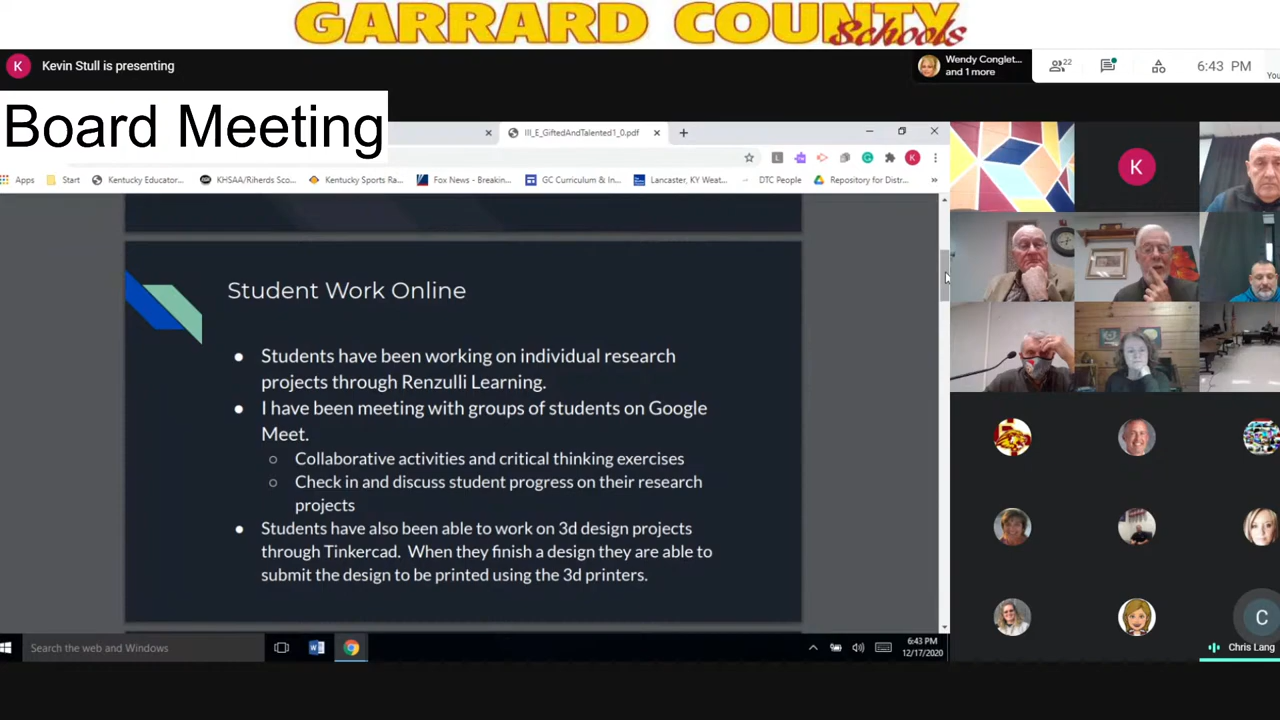 GARRARD COUNTY
Schools
K
Kevin Stull is presenting
Wendy Conglet...
and 1 more
22
6:43 PM
You
Board Meeting
III_E_GiftedAndTalented1_0.pdf
K
Apps
Start
Kentucky Educator...
KHSAA/Riherds Sco...
Kentucky Sports Ra...
Fox News - Breakin...
GC Curriculum & In...
Lancaster, KY Weat...
DTC People
Repository for Distr...
K
Student Work Online
Students have been working on individual research
projects through Renzulli Learning.
I have been meeting with groups of students on Google
Meet.
Collaborative activities and critical thinking exercises
Check in and discuss student progress on their research
projects
Students have also been able to work on 3d design projects
through Tinkercad. When they finish a design they are able to
submit the design to be printed using the 3d printers.
C
Chris Lang
Search the web and Windows
6:43 PM
12/17/2020